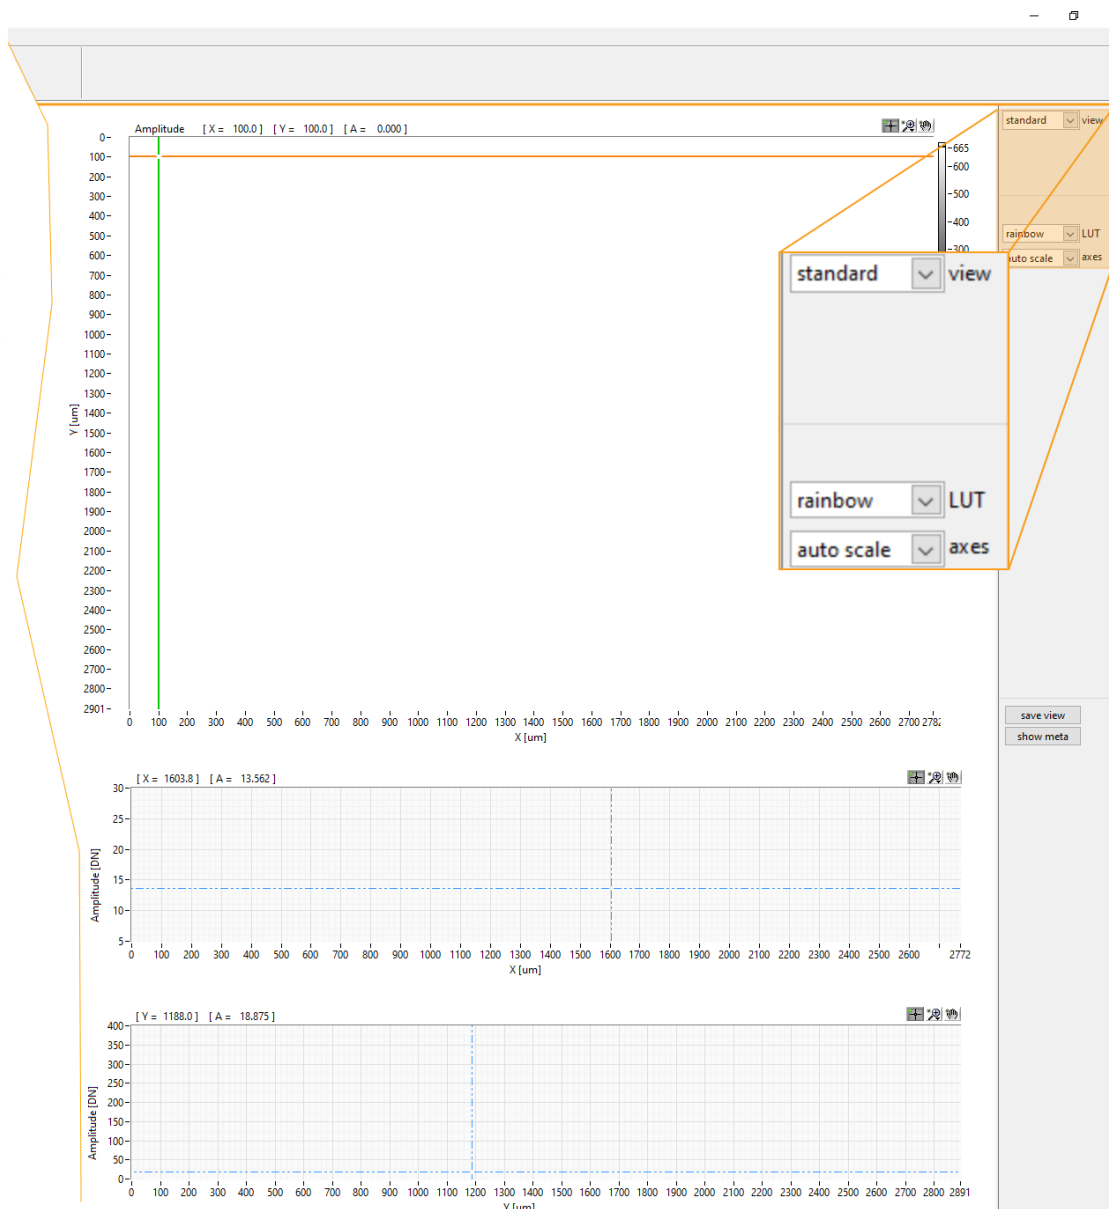 Amplitude [ X = 100.0 ] [ Y = 100.0 ] [ A = 0.000 ]
standard view
0
100
200
300
400
500
600
700
800
900
1000
1100
1200
1300
1400
1500
1600
1700
1800
1900
2000
2100
2200
2300
2400
2500
2600
2700
2800
2901
Y [um]
665
600
500
400
300
rainbow LUT
auto scale axes
standard view
rainbow LUT
auto scale axes
0 100 200 300 400 500 600 700 800 900 1000 1100 1200 1300 1400 1500 1600 1700 1800 1900 2000 2100 2200 2300 2400 2500 2600 2700 2782
X [um]
save view
show meta
[ X = 1603.8 ] [ A = 13.562 ]
30
25
20
15
10
5
Amplitude [DN]
0 100 200 300 400 500 600 700 800 900 1000 1100 1200 1300 1400 1500 1600 1700 1800 1900 2000 2100 2200 2300 2400 2500 2600 2772
X [um]
[ Y = 1188.0 ] [ A = 18.875 ]
400
350
300
250
200
150
100
50
0
Amplitude [DN]
0 100 200 300 400 500 600 700 800 900 1000 1100 1200 1300 1400 1500 1600 1700 1800 1900 2000 2100 2200 2300 2400 2500 2600 2700 2800 2891
Y [um]